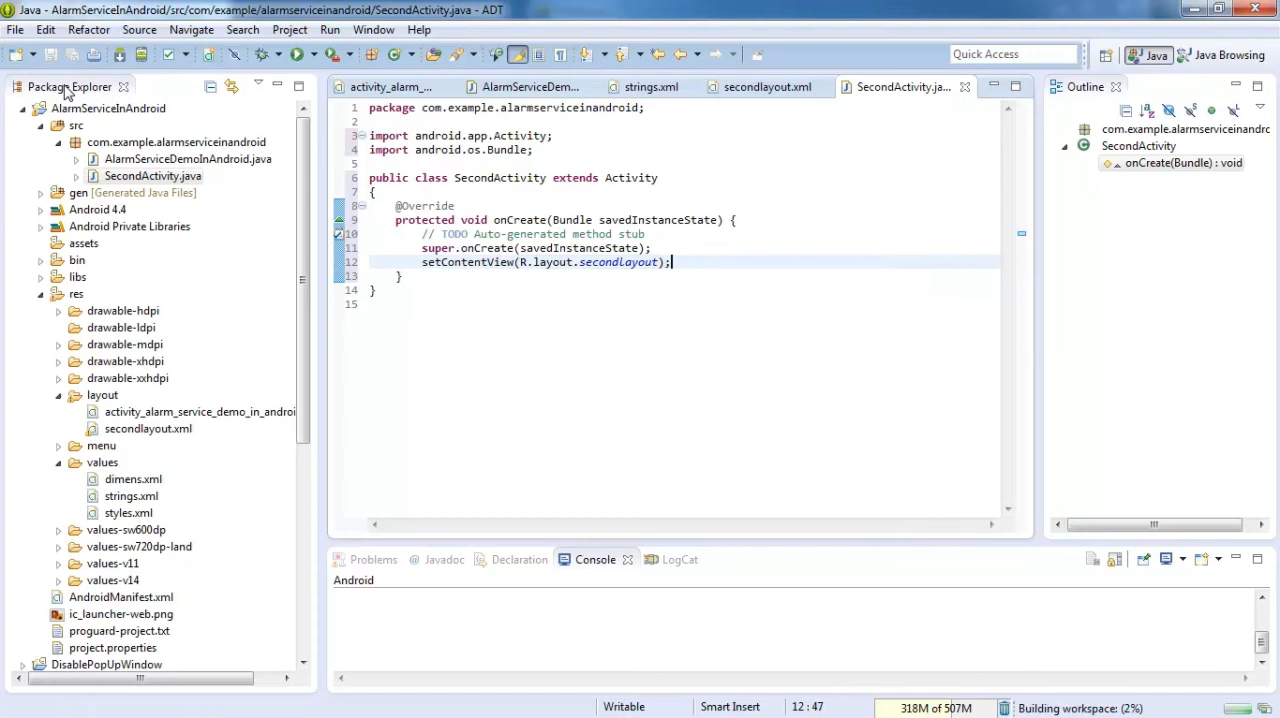 Java - AlarmServiceInAndroid/src/com/example/alarmserviceinandroid/SecondActivity.java - ADT
File Edit Refactor Source Navigate Search Project Run Window Help
Quick Access
Java
Java Browsing
Package Explorer
AlarmServiceInAndroid
src
com.example.alarmserviceinandroid
AlarmServiceDemoInAndroid.java
SecondActivity.java
gen [Generated Java Files]
Android 4.4
Android Private Libraries
assets
bin
libs
res
drawable-hdpi
drawable-ldpi
drawable-mdpi
drawable-xhdpi
drawable-xxhdpi
layout
activity_alarm_service_demo_in_androi
secondlayout.xml
menu
values
dimens.xml
strings.xml
styles.xml
values-sw600dp
values-sw720dp-land
values-v11
values-v14
AndroidManifest.xml
ic_launcher-web.png
proguard-project.txt
project.properties
DisablePopUpWindow
activity_alarm_... AlarmServiceDem... strings.xml secondlayout.xml SecondActivity.ja...
1 package com.example.alarmserviceinandroid;
2
3 import android.app.Activity;
4 import android.os.Bundle;
5
6 public class SecondActivity extends Activity
7 {
8 @Override
9 protected void onCreate(Bundle savedInstanceState) {
10 // TODO Auto-generated method stub
11 super.onCreate(savedInstanceState);
12 setContentView(R.layout.secondlayout);
13 }
14 }
15
Outline
com.example.alarmserviceinandrc
SecondActivity
onCreate(Bundle) : void
Problems Javadoc Declaration Console LogCat
Android
Writable Smart Insert 12 : 47 318M of 507M Building workspace: (2%)